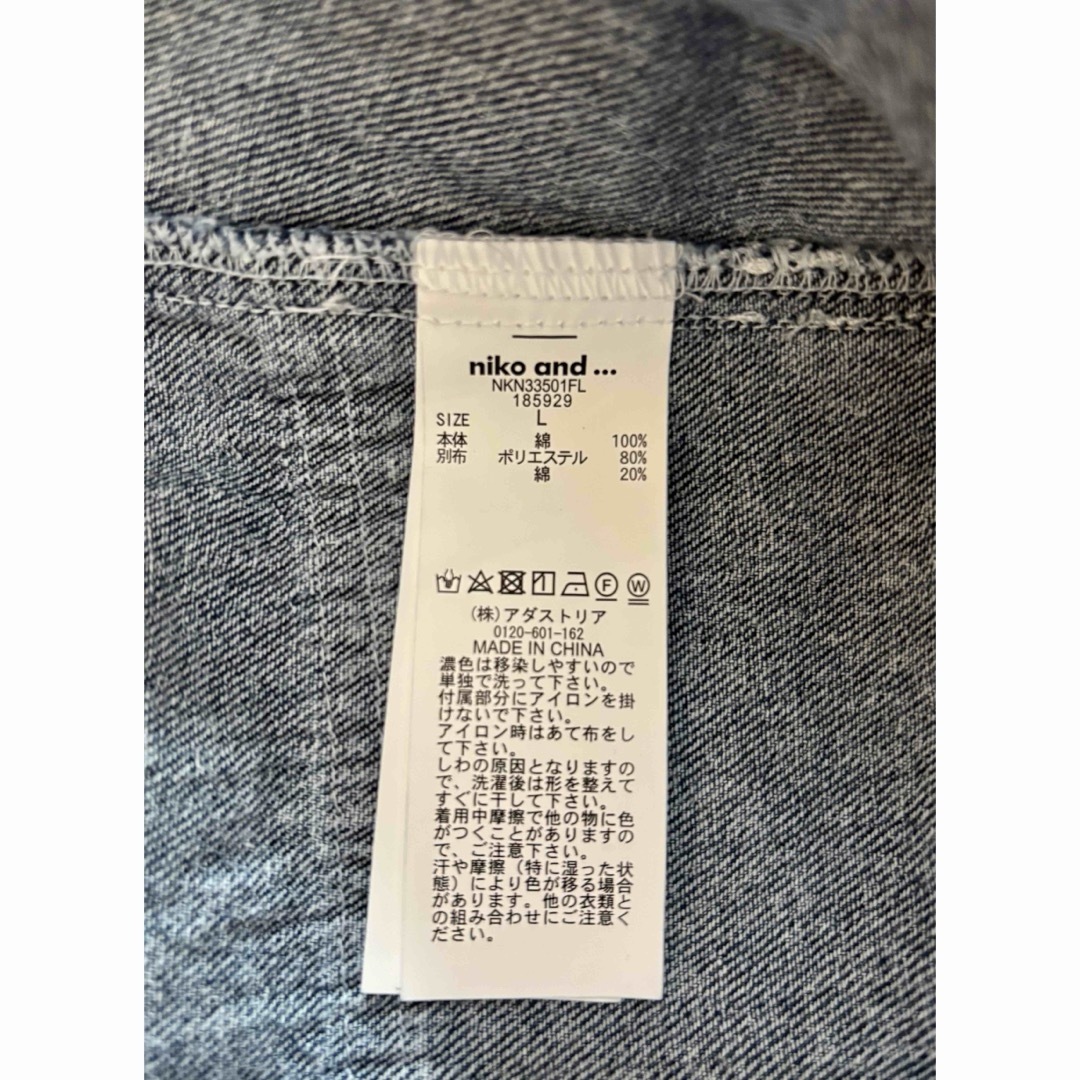 niko and ...
NKN33501FL
185929
SIZE L
本体 綿 100%
別布 ポリエステル 80%
綿 20%
F W
(株)アダストリア
0120-601-162
MADE IN CHINA
濃色は移染しやすいので
単独で洗って下さい。
付属部分にアイロンを掛
けないで下さい。
アイロン時はあて布をし
て下さい。
しわの原因となりますの
で、洗濯後は形を整えて
すぐに干して下さい。
着用中摩擦で他の物に色
がつくことがありますの
で、ご注意下さい。
汗や摩擦(特に湿った状
態)により色が移る場合
があります。他の衣類と
の組み合わせにご注意く
ださい。